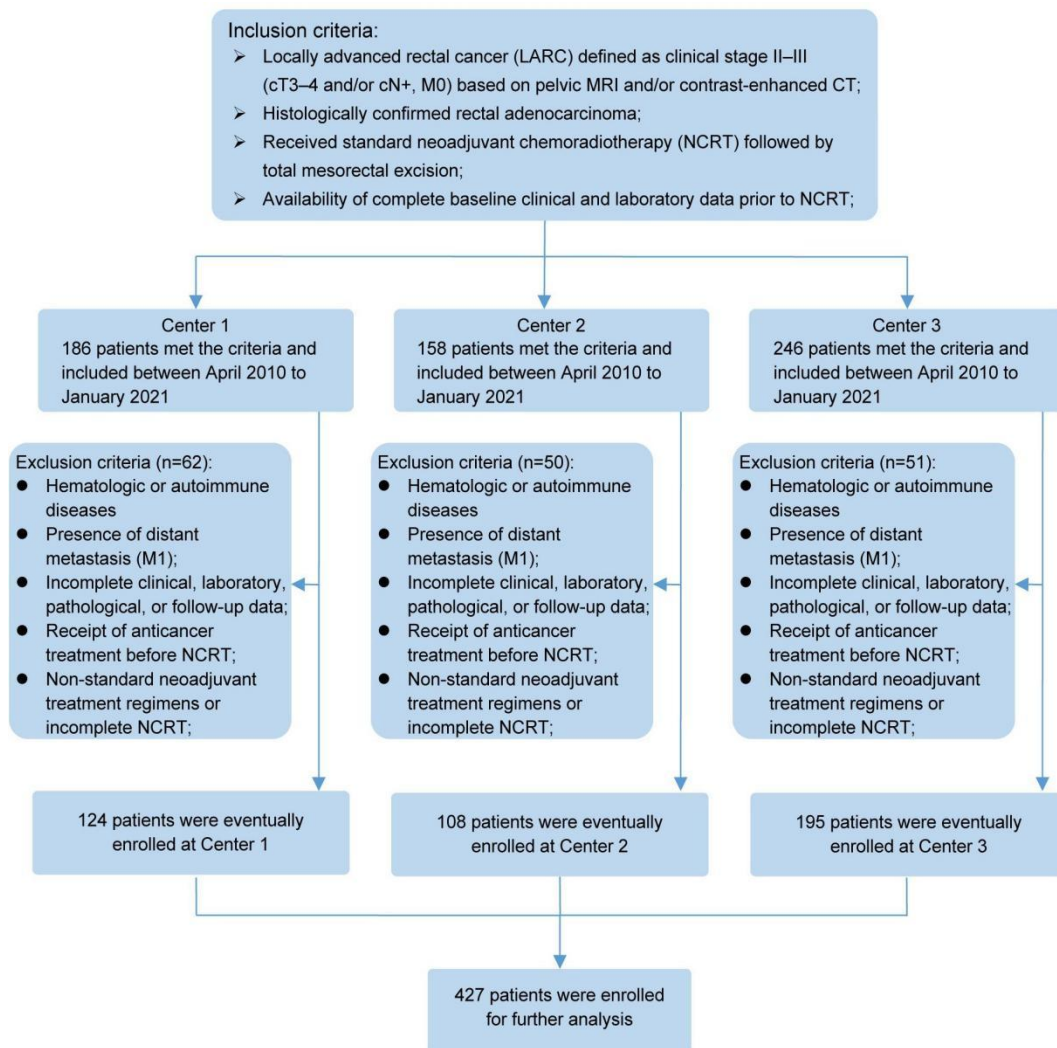 Inclusion criteria:
➢ Locally advanced rectal cancer (LARC) defined as clinical stage II–III
(cT3–4 and/or cN+, M0) based on pelvic MRI and/or contrast-enhanced CT;
➢ Histologically confirmed rectal adenocarcinoma;
➢ Received standard neoadjuvant chemoradiotherapy (NCRT) followed by
total mesorectal excision;
➢ Availability of complete baseline clinical and laboratory data prior to NCRT;
Center 1
186 patients met the criteria and
included between April 2010 to
January 2021
Center 2
158 patients met the criteria and
included between April 2010 to
January 2021
Center 3
246 patients met the criteria and
included between April 2010 to
January 2021
Exclusion criteria (n=62):
● Hematologic or autoimmune
diseases
● Presence of distant
metastasis (M1);
● Incomplete clinical, laboratory,
pathological, or follow-up data;
● Receipt of anticancer
treatment before NCRT;
● Non-standard neoadjuvant
treatment regimens or
incomplete NCRT;
Exclusion criteria (n=50):
● Hematologic or autoimmune
diseases
● Presence of distant
metastasis (M1);
● Incomplete clinical, laboratory,
pathological, or follow-up data;
● Receipt of anticancer
treatment before NCRT;
● Non-standard neoadjuvant
treatment regimens or
incomplete NCRT;
Exclusion criteria (n=51):
● Hematologic or autoimmune
diseases
● Presence of distant
metastasis (M1);
● Incomplete clinical, laboratory,
pathological, or follow-up data;
● Receipt of anticancer
treatment before NCRT;
● Non-standard neoadjuvant
treatment regimens or
incomplete NCRT;
124 patients were eventually
enrolled at Center 1
108 patients were eventually
enrolled at Center 2
195 patients were eventually
enrolled at Center 3
427 patients were enrolled
for further analysis